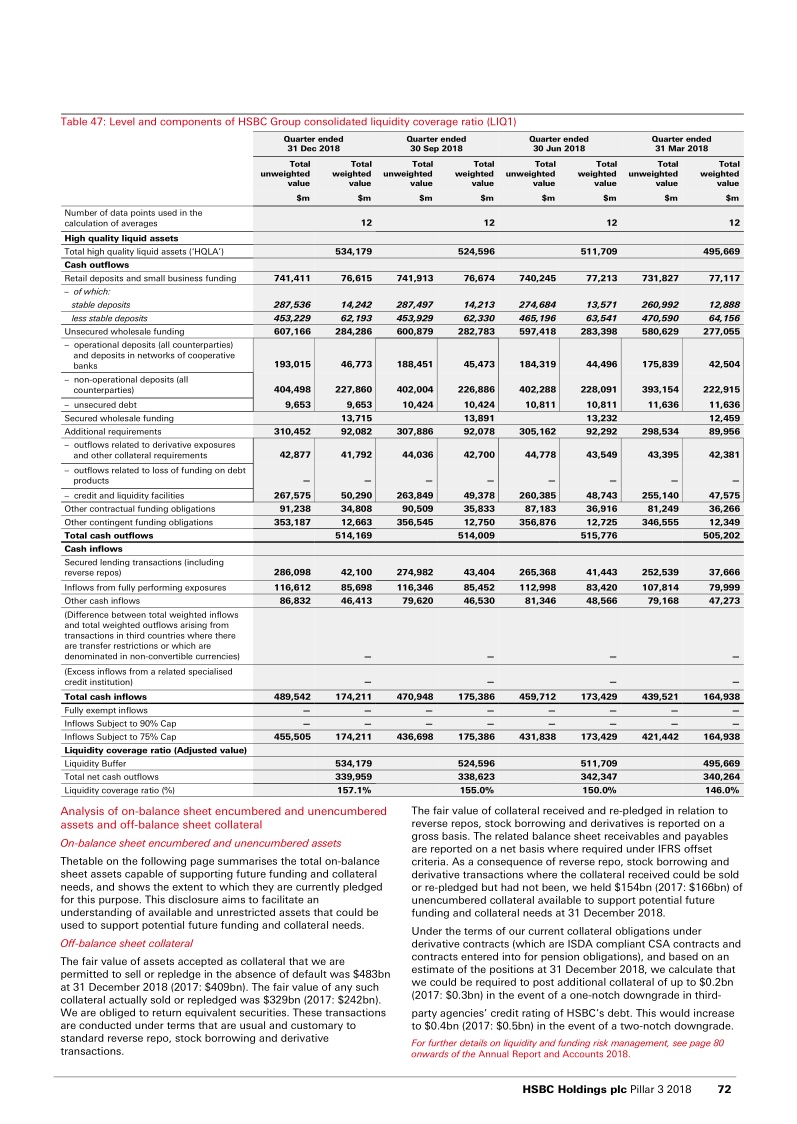 Table 47: Level and components of HSBC Group consolidated liquidity coverage ratio (LIQ1)
Quarter ended 31 Dec 2018 Quarter ended 30 Sep 2018 Quarter ended 30 Jun 2018 Quarter ended 31 Mar 2018
Total unweighted value Total weighted value Total unweighted value Total weighted value Total unweighted value Total weighted value Total unweighted value Total weighted value
$m $m $m $m $m $m $m $m
Number of data points used in the
calculation of averages 12 12 12 12
High quality liquid assets
Total high quality liquid assets (‘HQLA’) 534,179 524,596 511,709 495,669
Cash outflows
Retail deposits and small business funding 741,411 76,615 741,913 76,674 740,245 77,213 731,827 77,117
– of which:
stable deposits 287,536 14,242 287,497 14,213 274,684 13,571 260,992 12,888
less stable deposits 453,229 62,193 453,929 62,330 465,196 63,541 470,590 64,156
Unsecured wholesale funding 607,166 284,286 600,879 282,783 597,418 283,398 580,629 277,055
– operational deposits (all counterparties)
and deposits in networks of cooperative
banks 193,015 46,773 188,451 45,473 184,319 44,496 175,839 42,504
– non-operational deposits (all
counterparties) 404,498 227,860 402,004 226,886 402,288 228,091 393,154 222,915
– unsecured debt 9,653 9,653 10,424 10,424 10,811 10,811 11,636 11,636
Secured wholesale funding 13,715 13,891 13,232 12,459
Additional requirements 310,452 92,082 307,886 92,078 305,162 92,292 298,534 89,956
– outflows related to derivative exposures
and other collateral requirements 42,877 41,792 44,036 42,700 44,778 43,549 43,395 42,381
– outflows related to loss of funding on debt
products — — — — — — — —
– credit and liquidity facilities 267,575 50,290 263,849 49,378 260,385 48,743 255,140 47,575
Other contractual funding obligations 91,238 34,808 90,509 35,833 87,183 36,916 81,249 36,266
Other contingent funding obligations 353,187 12,663 356,545 12,750 356,876 12,725 346,555 12,349
Total cash outflows 514,169 514,009 515,776 505,202
Cash inflows
Secured lending transactions (including
reverse repos) 286,098 42,100 274,982 43,404 265,368 41,443 252,539 37,666
Inflows from fully performing exposures 116,612 85,698 116,346 85,452 112,998 83,420 107,814 79,999
Other cash inflows 86,832 46,413 79,620 46,530 81,346 48,566 79,168 47,273
(Difference between total weighted inflows
and total weighted outflows arising from
transactions in third countries where there
are transfer restrictions or which are
denominated in non-convertible currencies) — — — —
(Excess inflows from a related specialised
credit institution) — — — —
Total cash inflows 489,542 174,211 470,948 175,386 459,712 173,429 439,521 164,938
Fully exempt inflows — — — — — — — —
Inflows Subject to 90% Cap — — — — — — — —
Inflows Subject to 75% Cap 455,505 174,211 436,698 175,386 431,838 173,429 421,442 164,938
Liquidity coverage ratio (Adjusted value)
Liquidity Buffer 534,179 524,596 511,709 495,669
Total net cash outflows 339,959 338,623 342,347 340,264
Liquidity coverage ratio (%) 157.1% 155.0% 150.0% 146.0%
Analysis of on-balance sheet encumbered and unencumbered
assets and off-balance sheet collateral
On-balance sheet encumbered and unencumbered assets
Thetable on the following page summarises the total on-balance
sheet assets capable of supporting future funding and collateral
needs, and shows the extent to which they are currently pledged
for this purpose. This disclosure aims to facilitate an
understanding of available and unrestricted assets that could be
used to support potential future funding and collateral needs.
Off-balance sheet collateral
The fair value of assets accepted as collateral that we are
permitted to sell or repledge in the absence of default was $483bn
at 31 December 2018 (2017: $409bn). The fair value of any such
collateral actually sold or repledged was $329bn (2017: $242bn).
We are obliged to return equivalent securities. These transactions
are conducted under terms that are usual and customary to
standard reverse repo, stock borrowing and derivative
transactions.
The fair value of collateral received and re-pledged in relation to
reverse repos, stock borrowing and derivatives is reported on a
gross basis. The related balance sheet receivables and payables
are reported on a net basis where required under IFRS offset
criteria. As a consequence of reverse repo, stock borrowing and
derivative transactions where the collateral received could be sold
or re-pledged but had not been, we held $154bn (2017: $166bn) of
unencumbered collateral available to support potential future
funding and collateral needs at 31 December 2018.
Under the terms of our current collateral obligations under
derivative contracts (which are ISDA compliant CSA contracts and
contracts entered into for pension obligations), and based on an
estimate of the positions at 31 December 2018, we calculate that
we could be required to post additional collateral of up to $0.2bn
(2017: $0.3bn) in the event of a one-notch downgrade in third-
party agencies’ credit rating of HSBC’s debt. This would increase
to $0.4bn (2017: $0.5bn) in the event of a two-notch downgrade.
For further details on liquidity and funding risk management, see page 80
onwards of the Annual Report and Accounts 2018.
HSBC Holdings plc Pillar 3 2018 72